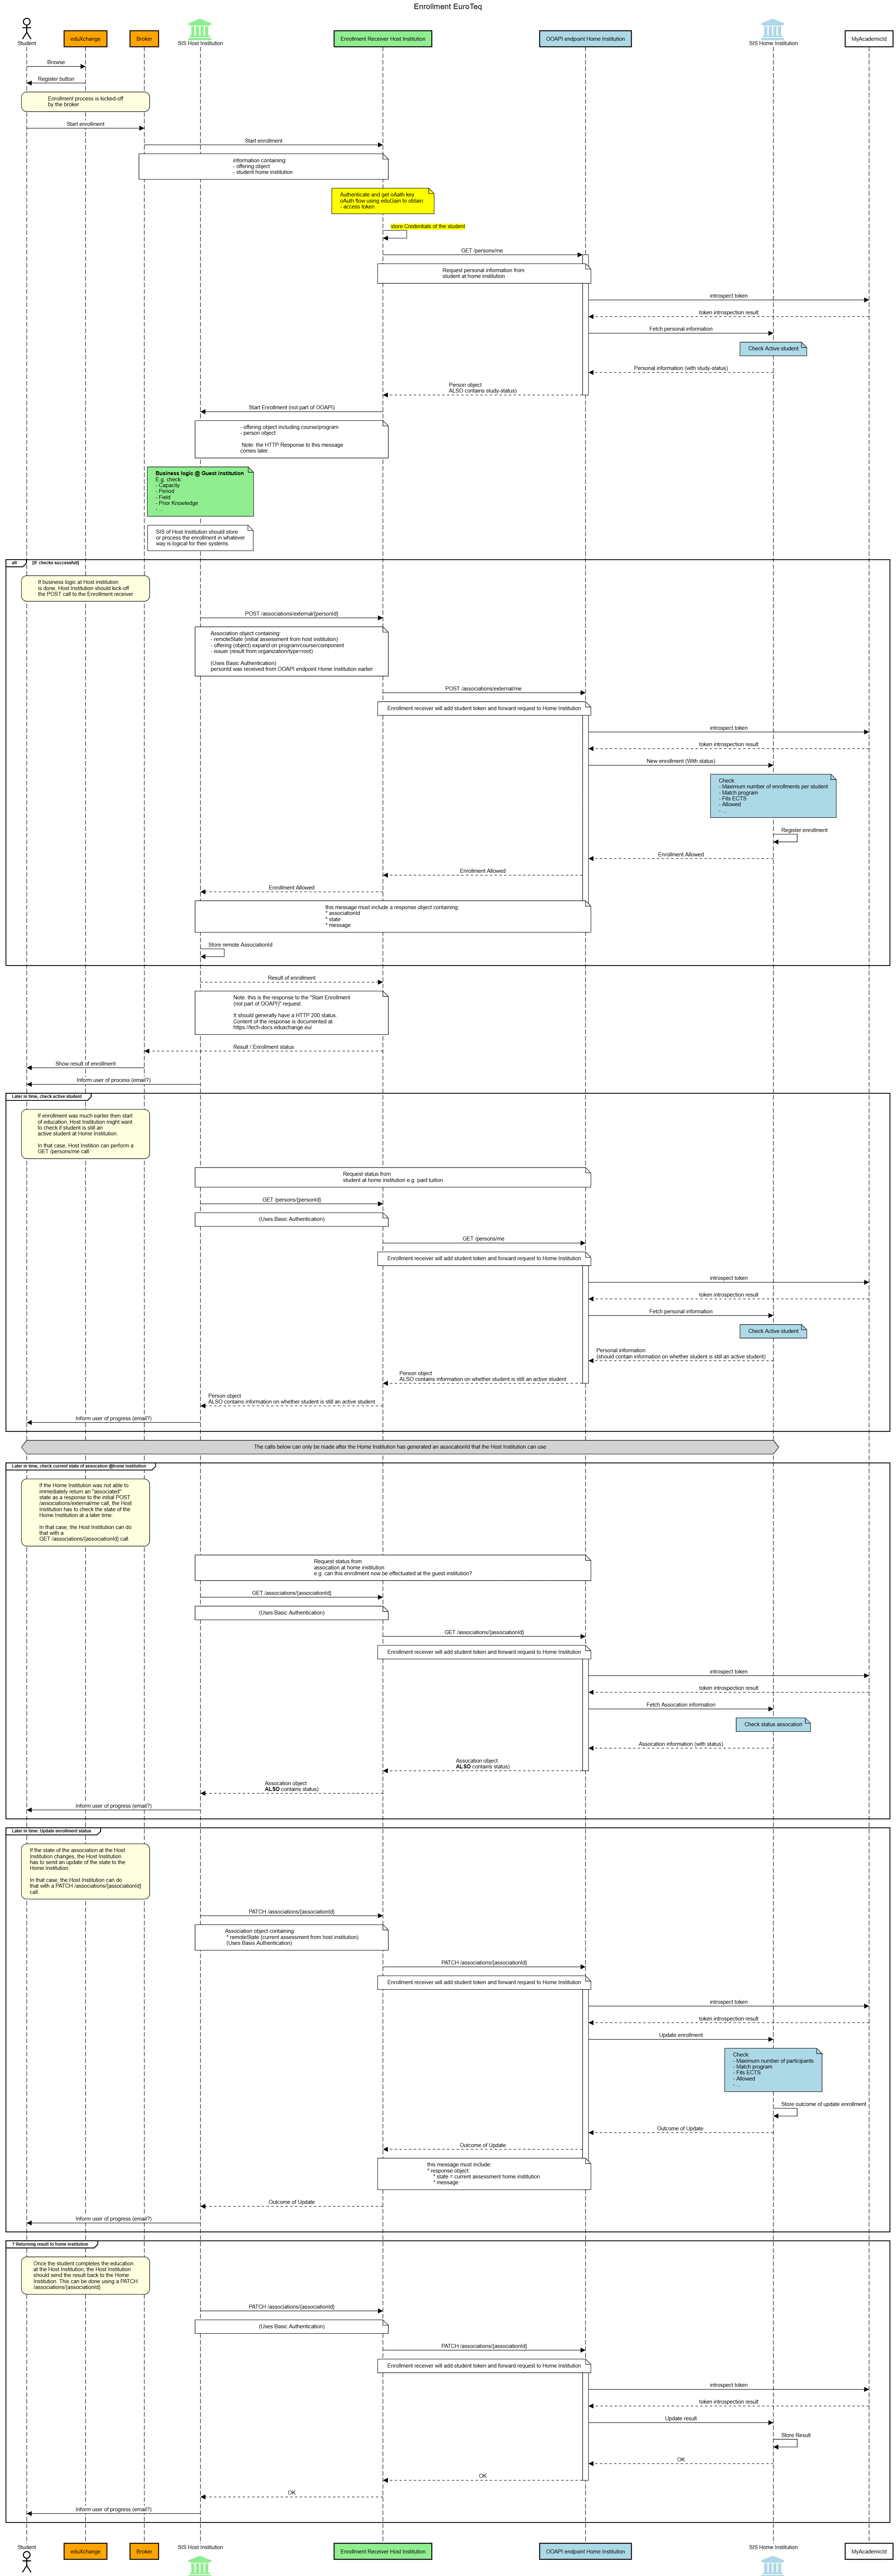 Enrollment EuroTeq
Student
eduXchange
Broker
SIS Host Institution
Enrollment Receiver Host Institution
OOAPI endpoint Home Institution
SIS Home Institution
MyAcademicId
Browse
Register button
Enrollment process is kicked-off
by the broker
Start enrollment
Start enrollment
information containing:
- offering object
- student home institution
Authenticate and get oAath key
oAuth flow using eduGain to obtain:
- access token
store Credentials of the student
GET /persons/me
Request personal information from
student at home institution
introspect token
token introspection result
Fetch personal information
Check Active student
Personal information (with study-status)
Person object
ALSO contains study-status)
Start Enrollment (not part of OOAPI)
- offering object including course/program
- person object
Note: the HTTP Response to this message
comes later.
Business logic @ Guest institution
E.g. check:
- Capacity
- Period
- Field
- Prior Knowledge
- ...
SIS of Host Institution should store
or process the enrollment in whatever
way is logical for their systems.
alt
[IF checks successfull]
If business logic at Host institution
is done, Host Institution should kick-off
the POST call to the Enrollment receiver
POST /associations/external/{personId}
Association object containing:
- remoteState (initial assessment from host institution)
- offering (object) expand on program/course/component
- issuer (result from organization/type=root)
(Uses Basic Authentication)
personId was received from OOAPI endpoint Home Institution earlier
POST /associations/external/me
Enrollment receiver will add student token and forward request to Home Institution
introspect token
token introspection result
New enrollment (With status)
Check:
- Maximum number of enrollments per student
- Match program
- Fits ECTS
- Allowed
- ...
Register enrollment
Enrollment Allowed
Enrollment Allowed
Enrollment Allowed
this message must include a response object containing:
* associationId
* state
* message
Store remote AssociationId
Result of enrollment
Note: this is the response to the "Start Enrollment
(not part of OOAPI)" request.
It should generally have a HTTP 200 status.
Content of the response is documented at
https://tech-docs.eduxchange.eu/
Result / Enrollment status
Show result of enrollment
Inform user of process (email?)
Later in time, check active student
If enrollment was much earlier then start
of education, Host Institution might want
to check if student is still an
active student at Home Institution.
In that case, Host Instition can perform a
GET /persons/me call.
Request status from
student at home institution e.g. paid tuition
GET /persons/{personId}
(Uses Basic Authentication)
GET /persons/me
Enrollment receiver will add student token and forward request to Home Institution
introspect token
token introspection result
Fetch personal information
Check Active student
Personal information
(should contain information on whether student is still an active student)
Person object
ALSO contains information on whether student is still an active student
Person object
ALSO contains information on whether student is still an active student
Inform user of progress (email?)
The calls below can only be made after the Home Institution has generated an assocationId that the Host Institution can use
Later in time, check current state of assocation @home institution
If the Home Institution was not able to
immediately return an "associated"
state as a response to the initial POST
/associations/external/me call, the Host
Institution has to check the state of the
Home Institution at a later time.
In that case, the Host Institution can do
that with a
GET /associations/{associationId} call.
Request status from
assocation at home institution
e.g. can this enrollment now be effectuated at the guest institution?
GET /associations/{associationId}
(Uses Basic Authentication)
GET /associations/{associationId}
Enrollment receiver will add student token and forward request to Home Institution
introspect token
token introspection result
Fetch Assocation information
Check status assocation
Assocation information (with status)
Assocation object
ALSO contains status)
Assocation object
ALSO contains status)
Inform user of progress (email?)
Later in time: Update enrollment status
If the state of the association at the Host
Institution changes, the Host Institution
has to send an update of the state to the
Home Institution.
In that case, the Host Institution can do
that with a PATCH /associations/{associationId}
call.
PATCH /associations/{associationId}
Association object containing:
* remoteState (current assessment from host institution)
(Uses Basis Authentication)
PATCH /associations/{associationId}
Enrollment receiver will add student token and forward request to Home Institution
introspect token
token introspection result
Update enrollment
Check:
- Maximum number of participants
- Match program
- Fits ECTS
- Allowed
- ...
Store outcome of update enrollment
Outcome of Update
Outcome of Update
this message must include:
* response object
* state = current assessment home institution
* message
Outcome of Update
Inform user of progress (email?)
? Returning result to home institution
Once the student completes the education
at the Host Institution, the Host Institution
should send the result back to the Home
Institution. This can be done using a PATCH
/associations/{associationId}
PATCH /associations/{associationId}
(Uses Basic Authentication)
PATCH /associations/{associationId}
Enrollment receiver will add student token and forward request to Home Institution
introspect token
token introspection result
Update result
Store Result
OK
OK
OK
Inform user of progress (email?)
Student
eduXchange
Broker
SIS Host Institution
Enrollment Receiver Host Institution
OOAPI endpoint Home Institution
SIS Home Institution
MyAcademicId